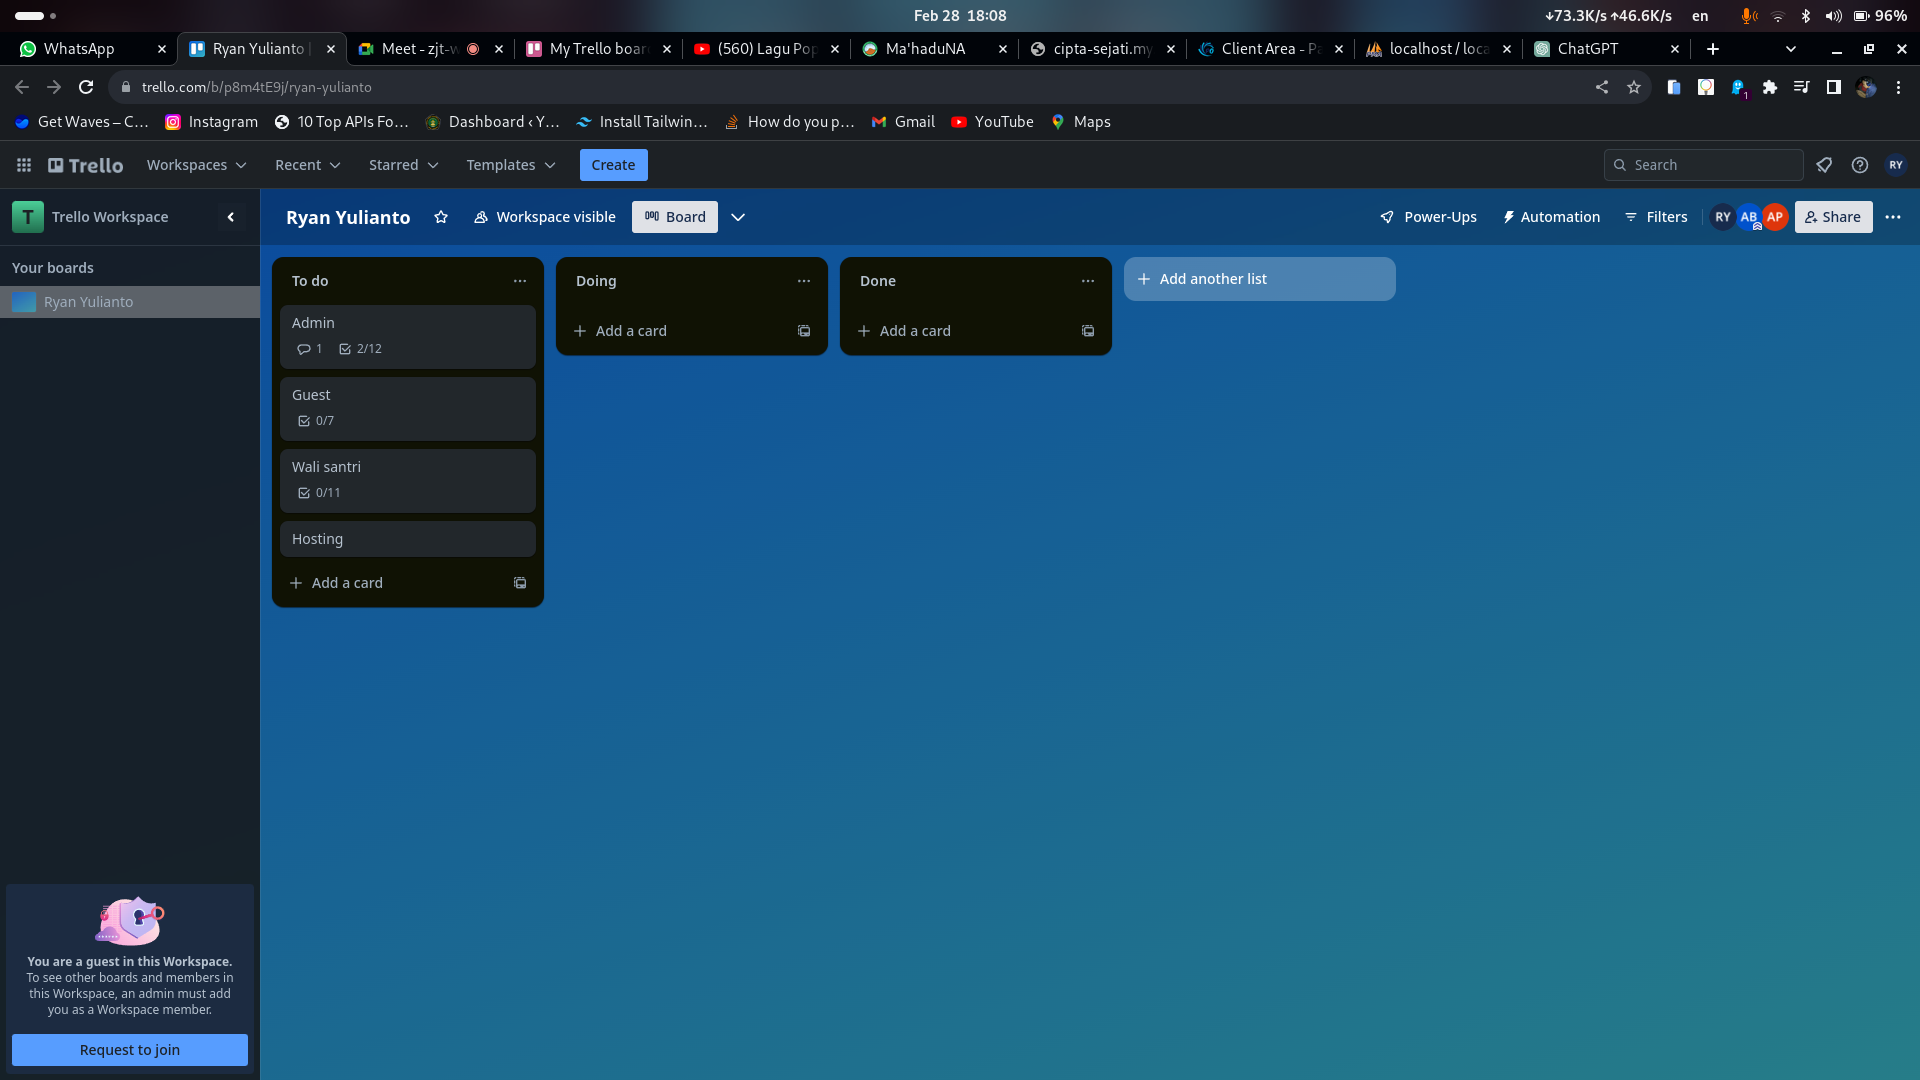 Feb 28 18:08
↓73.3K/s ↑46.6K/s en 96%
WhatsApp
Ryan Yulianto |
Meet - zjt-w
My Trello boar
(560) Lagu Pop
Ma'haduNA
cipta-sejati.my
Client Area - Pa
localhost / loca
ChatGPT
trello.com/b/p8m4tE9j/ryan-yulianto
1
Get Waves – C…
Instagram
10 Top APIs Fo…
Dashboard ‹ Y…
Install Tailwin…
How do you p…
Gmail
YouTube
Maps
Trello
Workspaces
Recent
Starred
Templates
Create
Search
RY
T Trello Workspace
Ryan Yulianto
Workspace visible
Board
Power-Ups
Automation
Filters
RY AB AP
Share
Your boards
Ryan Yulianto
To do
Admin
1 2/12
Guest
0/7
Wali santri
0/11
Hosting
Add a card
Doing
Add a card
Done
Add a card
Add another list
You are a guest in this Workspace.
To see other boards and members in
this Workspace, an admin must add
you as a Workspace member.
Request to join